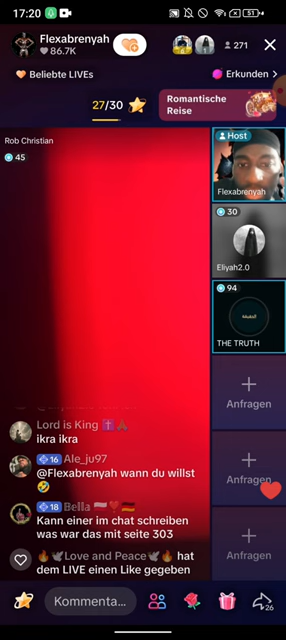 17:20
51
Flexabrenyah
86.7K
271
Beliebte LIVEs
Erkunden >
27/30
Romantische
Reise
Rob Christian
45
Host
Flexabrenyah
30
Eliyah2.0
94
THE TRUTH
Anfragen
Anfragen
Anfragen
Lord is King ✝️🙏🏾
ikra ikra
16 Ale_ju97
@Flexabrenyah wann du willst
🤣
18 𝔹𝕖𝕝𝕝𝕒 🇮🇩❤️🇩🇪
Kann einer im chat schreiben
was war das mit seite 303
🔥🕊️Love and Peace🕊️🔥 hat
dem LIVE einen Like gegeben
Kommenta...
26